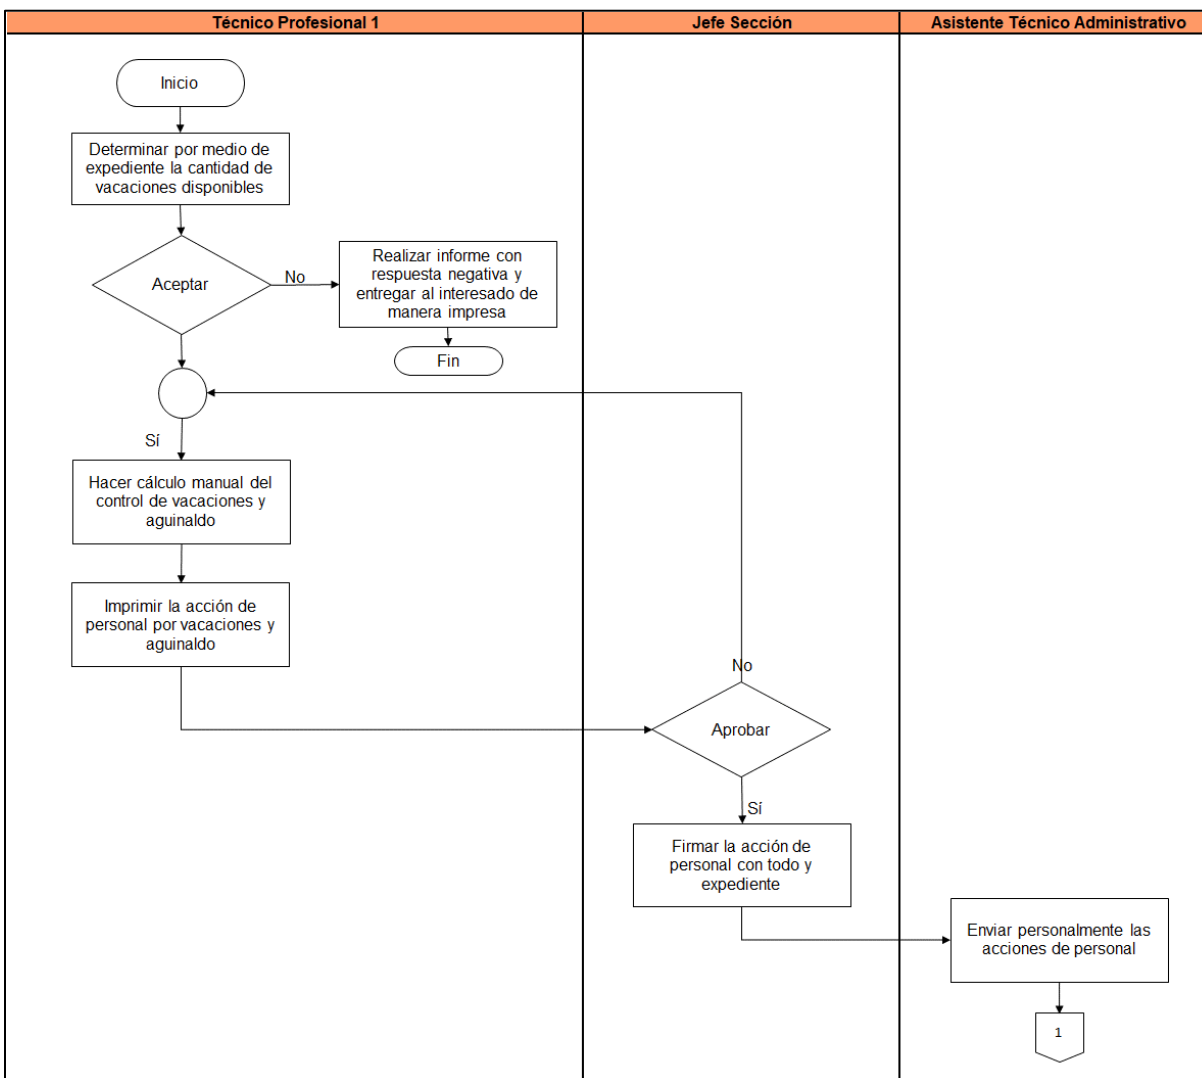 Técnico Profesional 1
Jefe Sección
Asistente Técnico Administrativo
Inicio
Determinar por medio de
expediente la cantidad de
vacaciones disponibles
Aceptar
No
Realizar informe con
respuesta negativa y
entregar al interesado de
manera impresa
Fin
Sí
Hacer cálculo manual del
control de vacaciones y
aguinaldo
Imprimir la acción de
personal por vacaciones y
aguinaldo
No
Aprobar
Sí
Firmar la acción de
personal con todo y
expediente
Enviar personalmente las
acciones de personal
1